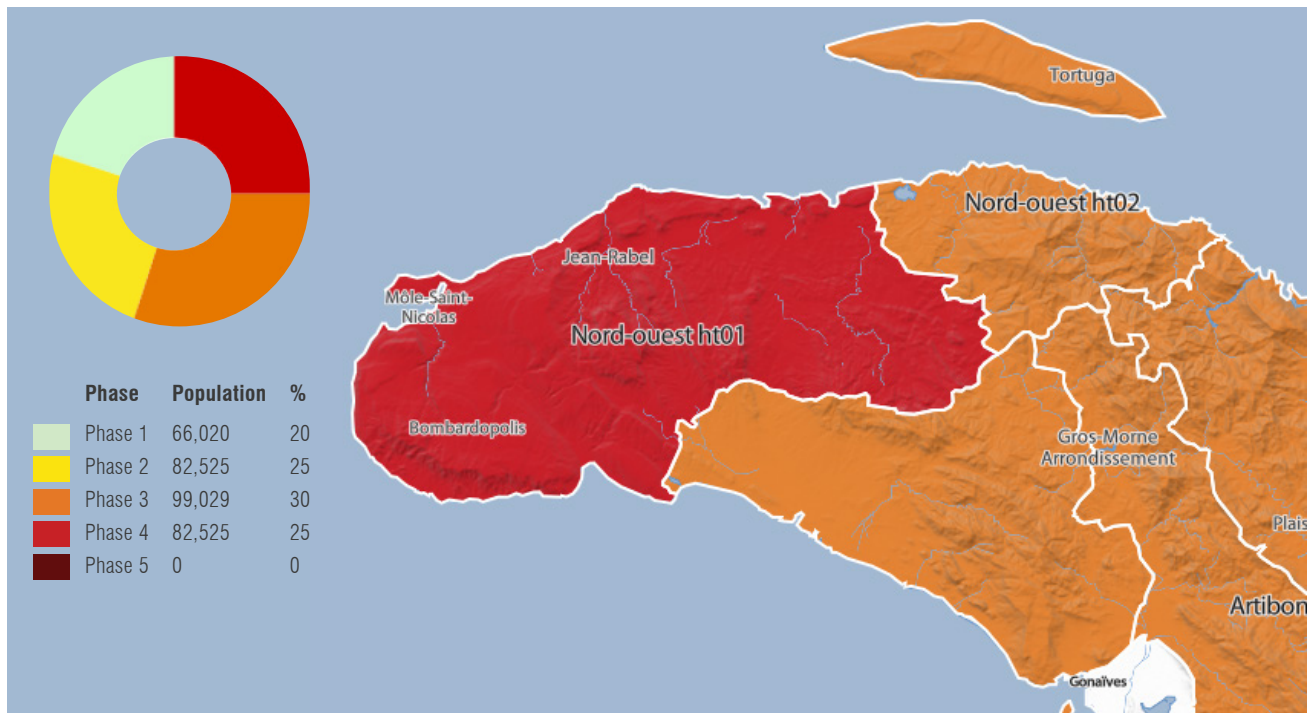 Tortuga
Nord-ouest ht02
Jean-Rabel
Môle-Saint-
Nicolas
Nord-ouest ht01
Bombardopolis
Gros-Morne
Arrondissement
Plais
Artibon
Gonaïves
Phase Population %
Phase 1 66,020 20
Phase 2 82,525 25
Phase 3 99,029 30
Phase 4 82,525 25
Phase 5 0 0